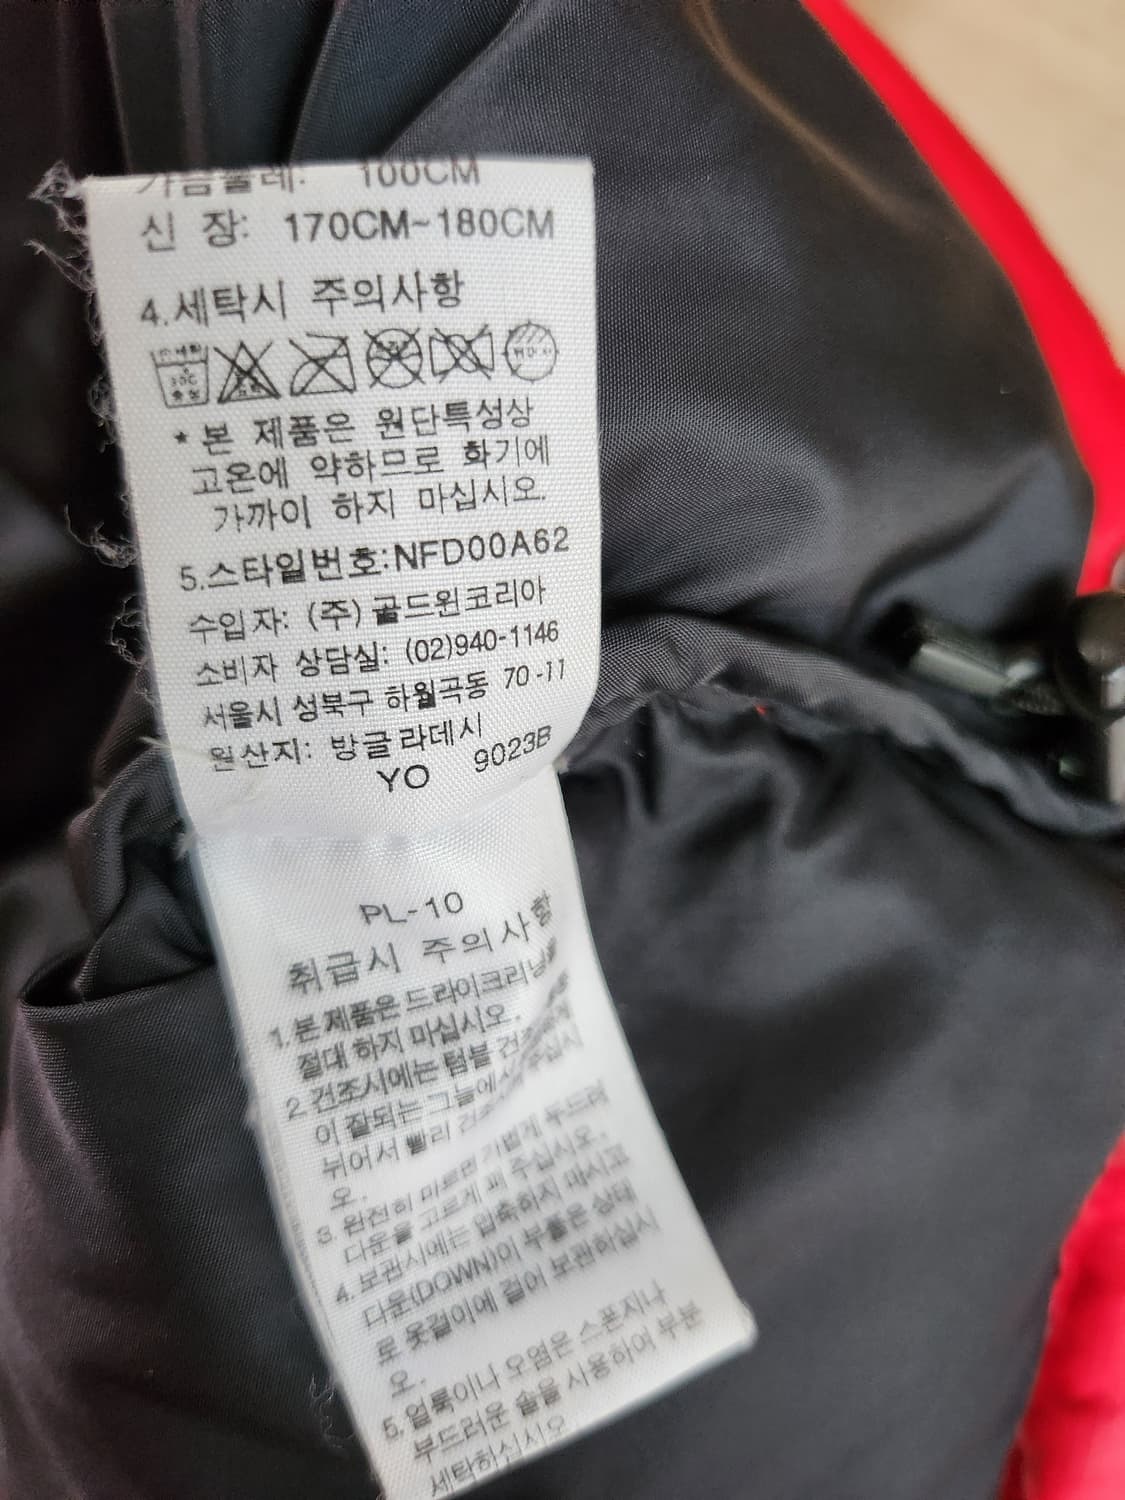 가슴둘레: 100CM
신 장: 170CM~180CM
4.세탁시 주의사항
30C 중성
* 본 제품은 원단특성상
고온에 약하므로 화기에
가까이 하지 마십시오.
5.스타일번호:NFD00A62
수입자: (주) 골드윈코리아
소비자 상담실: (02)940-1146
서울시 성북구 하월곡동 70-11
원산지: 방글라데시
YO 9023B
PL-10
취급시 주의사항
1.본제품은드라이크리닝을
절대 하지 마십시오.
2.건조시에는 텀블 건조
이 잘되는 그늘에서
뉘어서 빨리 건조 주십시
오.
3.완전히 마르면 가볍게 두드려
다운을 고르게 펴 주십시오.
4.보관시에는 압축하지 마시고
다운(DOWN)이 부풀은 상태
로 옷걸이에 걸어 보관하십시
오.
5.얼룩이나 오염은 스폰지나
부드러운 솔을 사용하여 부분
세탁하십시오